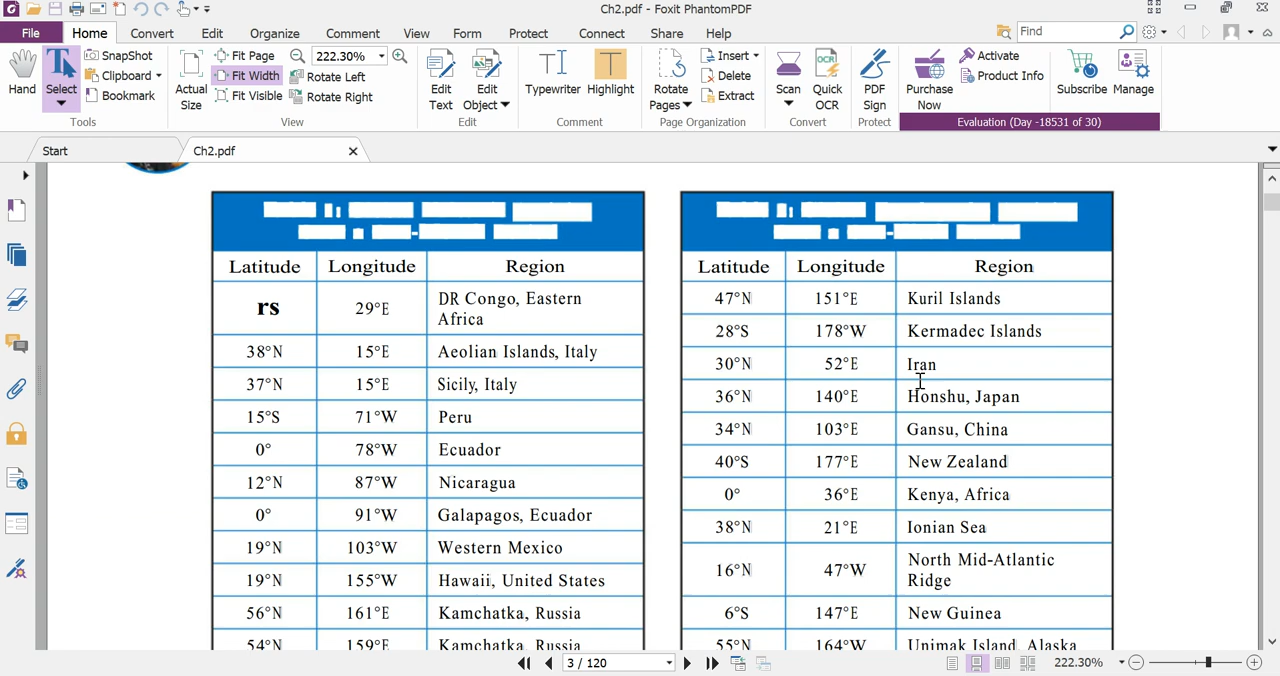 Ch2.pdf - Foxit PhantomPDF
File Home Convert Edit Organize Comment View Form Protect Connect Share Help Find
Hand
Select
SnapShot
Clipboard
Bookmark
Tools
Actual Size
Fit Page
Fit Width
Fit Visible
222.30%
Rotate Left
Rotate Right
View
Edit Text
Edit Object
Edit
Typewriter
Highlight
Comment
Rotate Pages
Insert
Delete
Extract
Page Organization
Scan
Quick OCR
Convert
PDF Sign
Protect
Purchase Now
Activate
Product Info
Subscribe
Manage
Evaluation (Day -18531 of 30)
Start Ch2.pdf
Latitude Longitude Region
rs 29°E DR Congo, Eastern
Africa
38°N 15°E Aeolian Islands, Italy
37°N 15°E Sicily, Italy
15°S 71°W Peru
0° 78°W Ecuador
12°N 87°W Nicaragua
0° 91°W Galapagos, Ecuador
19°N 103°W Western Mexico
19°N 155°W Hawaii, United States
56°N 161°E Kamchatka, Russia
54°N 159°E Kamchatka, Russia
Latitude Longitude Region
47°N 151°E Kuril Islands
28°S 178°W Kermadec Islands
30°N 52°E Iran
36°N 140°E Honshu, Japan
34°N 103°E Gansu, China
40°S 177°E New Zealand
0° 36°E Kenya, Africa
38°N 21°E Ionian Sea
16°N 47°W North Mid-Atlantic
Ridge
6°S 147°E New Guinea
55°N 164°W Unimak Island, Alaska
3 / 120
222.30%